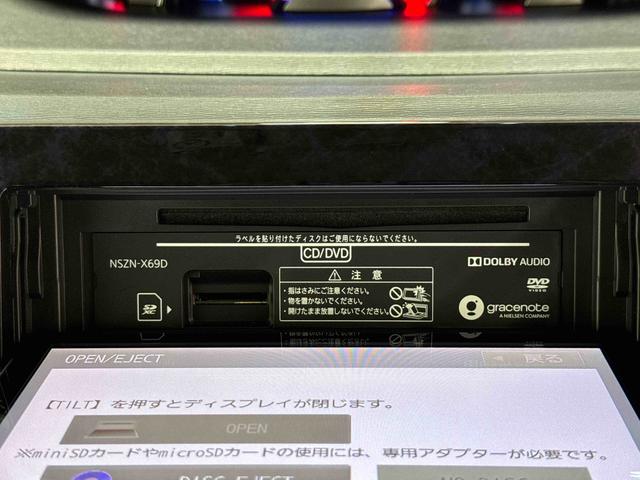 ラベルを貼り付けたディスクはご使用にならないでください。
CD/DVD
NSZN-X69D
SD XC
⚠ 注 意
・指はさみにご注意ください。
・物を置かないでください。
・開けたまま放置しないでください。
DOLBY AUDIO
DVD
VIDEO
gracenote
A NIELSEN COMPANY
OPEN/EJECT
戻る
【TILT】を押すとディスプレイが閉じます。
OPEN
※miniSDカードやmicroSDカードの使用には、専用アダプターが必要です。
DISC EJECT
NO DISC